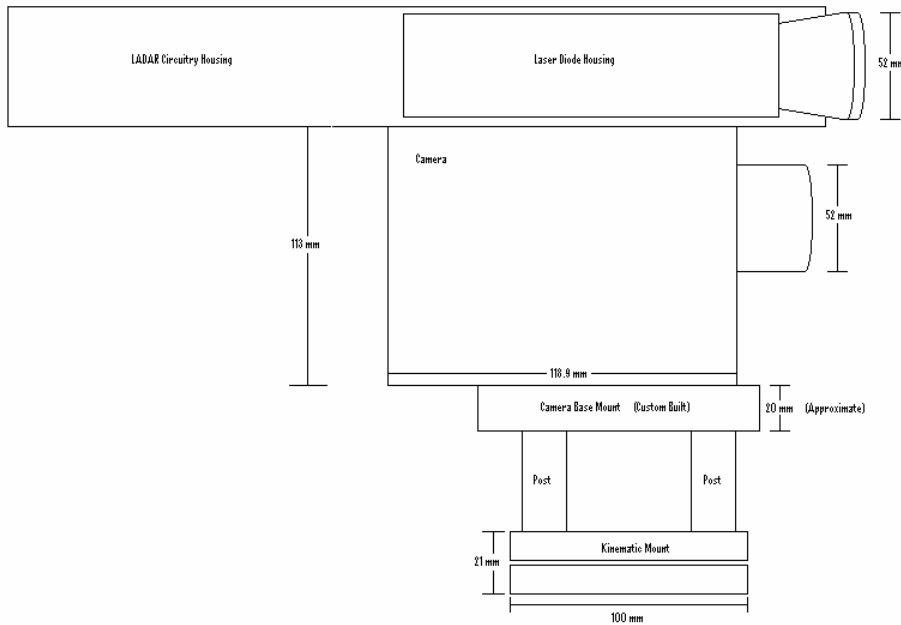 LADAR Circuitry Housing
Laser Diode Housing
52 mm
Camera
52 mm
113 mm
118.9 mm
Camera Base Mount (Custom Built)
20 mm (Approximate)
Post
Post
Kinematic Mount
21 mm
100 mm